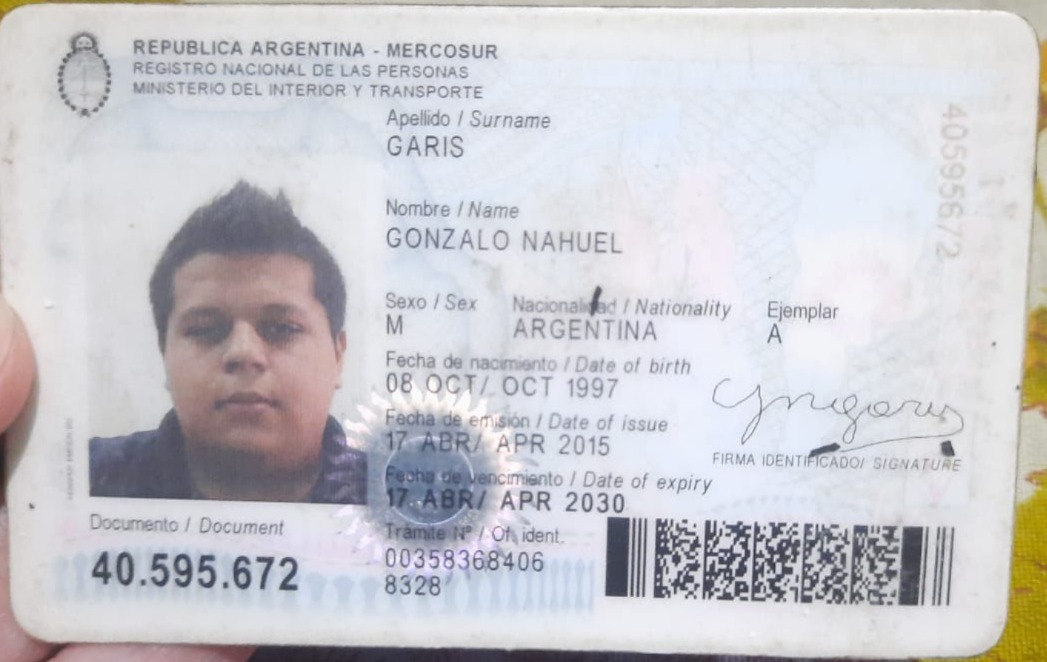 REPUBLICA ARGENTINA - MERCOSUR
REGISTRO NACIONAL DE LAS PERSONAS
MINISTERIO DEL INTERIOR Y TRANSPORTE
Apellido / Surname
GARIS
Nombre / Name
GONZALO NAHUEL
Sexo / Sex Nacionalidad / Nationality Ejemplar
M ARGENTINA A
Fecha de nacimiento / Date of birth
08 OCT/ OCT 1997
Fecha de emisión / Date of issue
17 ABR/ APR 2015
FIRMA IDENTIFICADO/ SIGNATURE
Fecha de vencimiento / Date of expiry
17 ABR/ APR 2030
Documento / Document
40.595.672
Trámite Nº / Of. ident.
00358368406
8328
40595672